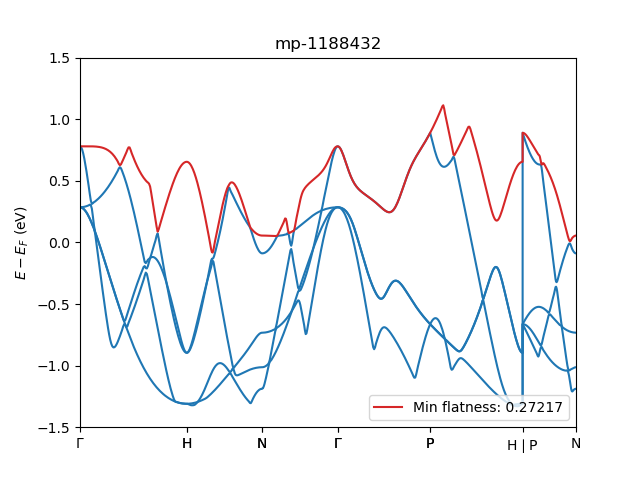 mp-1188432
E − E_F (eV)
1.5
1.0
0.5
0.0
−0.5
−1.0
−1.5
Min flatness: 0.27217
Γ H N Γ P H | P N